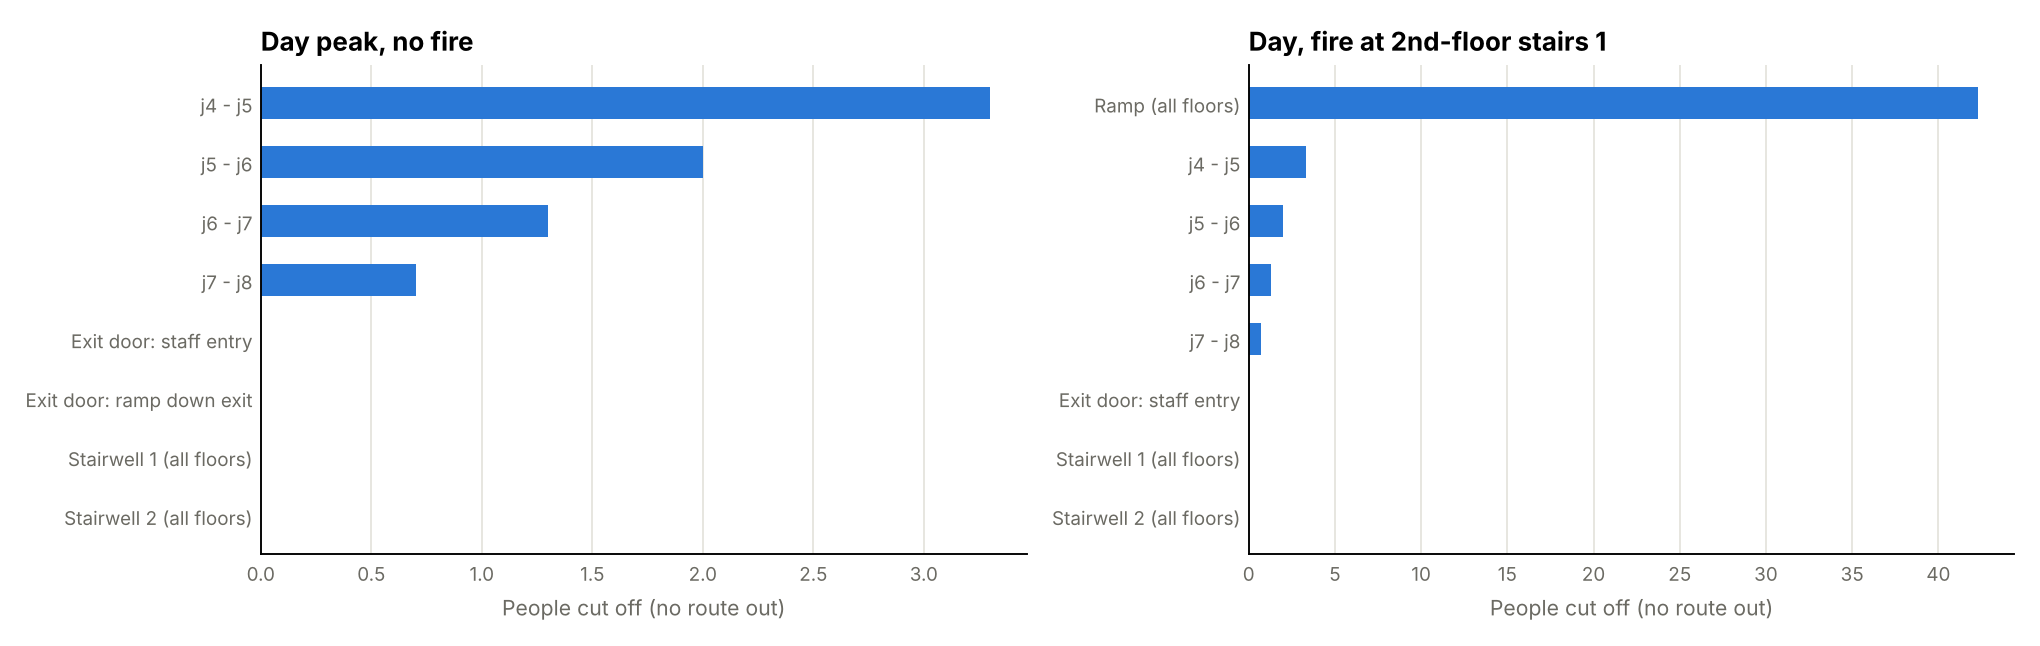 Day peak, no fire
j4 - j5
j5 - j6
j6 - j7
j7 - j8
Exit door: staff entry
Exit door: ramp down exit
Stairwell 1 (all floors)
Stairwell 2 (all floors)
0.0 0.5 1.0 1.5 2.0 2.5 3.0
People cut off (no route out)
Day, fire at 2nd-floor stairs 1
Ramp (all floors)
j4 - j5
j5 - j6
j6 - j7
j7 - j8
Exit door: staff entry
Stairwell 1 (all floors)
Stairwell 2 (all floors)
0 5 10 15 20 25 30 35 40
People cut off (no route out)